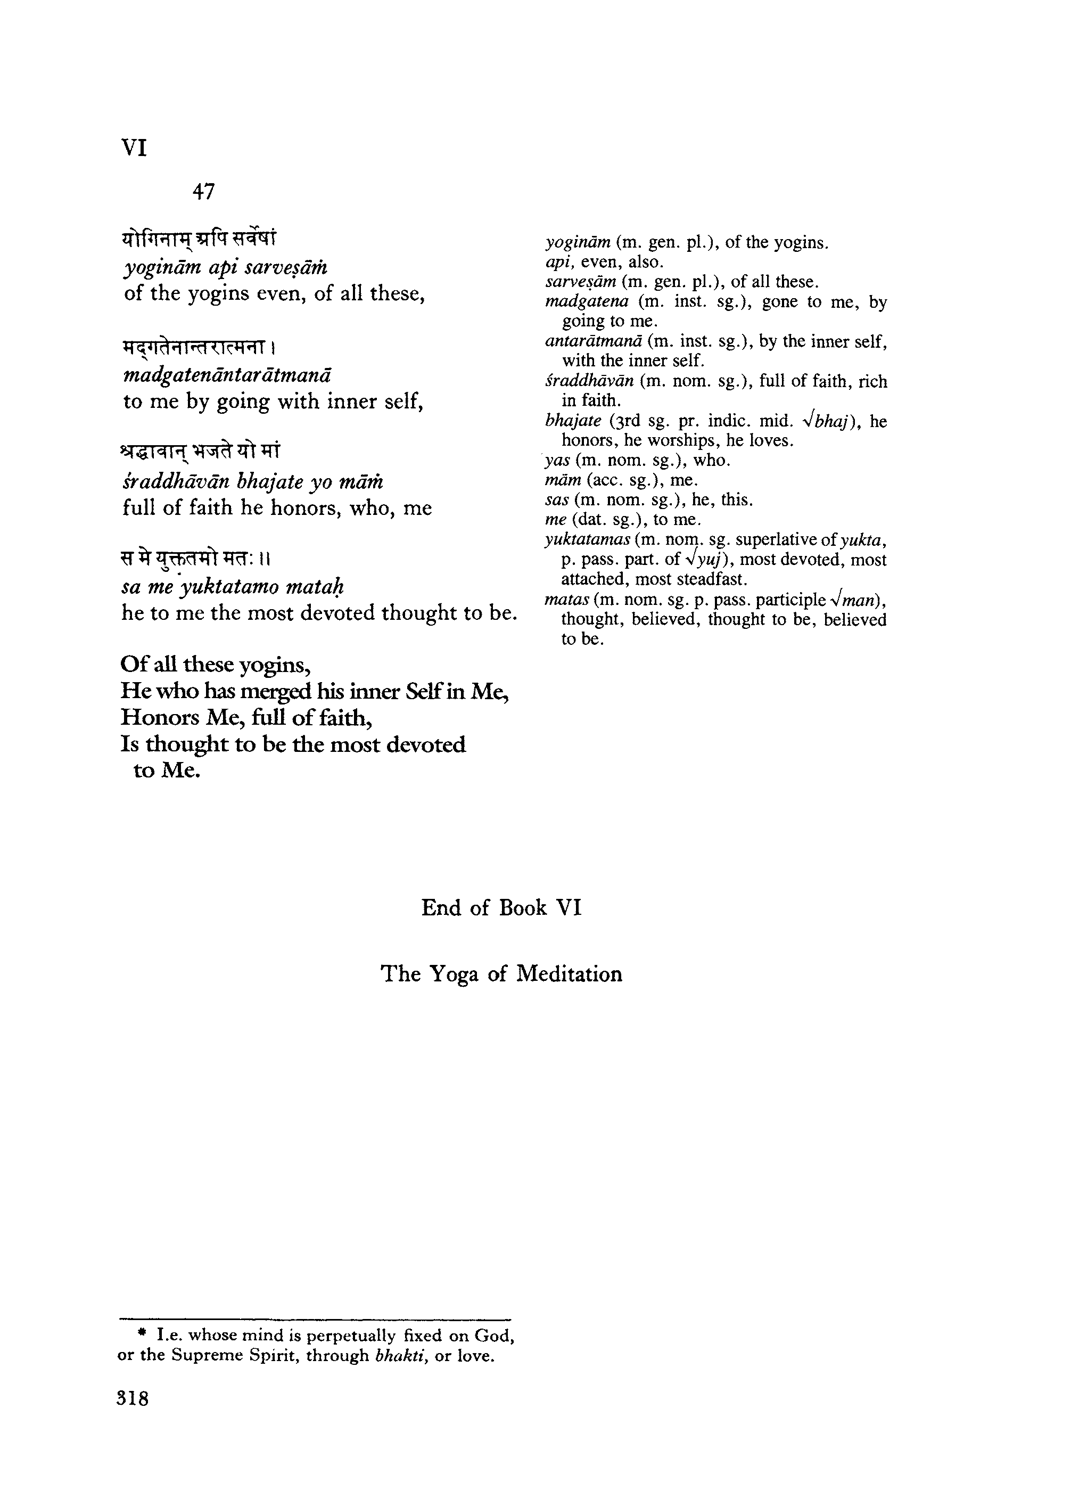 VI
47
योगिनाम् अपि सर्वेषां
yoginām api sarveṣāṁ
of the yogins even, of all these,
मद्गतेनान्तरात्मना ।
madgatenāntarātmanā
to me by going with inner self,
श्रद्धावान् भजते यो मां
śraddhāvān bhajate yo māṁ
full of faith he honors, who, me
स मे युक्ततमो मतः ॥
sa me yuktatamo mataḥ
he to me the most devoted thought to be.
Of all these yogins,
He who has merged his inner Self in Me,
Honors Me, full of faith,
Is thought to be the most devoted
to Me.
yoginām (m. gen. pl.), of the yogins.
api, even, also.
sarveṣām (m. gen. pl.), of all these.
madgatena (m. inst. sg.), gone to me, by
going to me.
antarātmanā (m. inst. sg.), by the inner self,
with the inner self.
śraddhāvān (m. nom. sg.), full of faith, rich
in faith.
bhajate (3rd sg. pr. indic. mid. √bhaj), he
honors, he worships, he loves.
yas (m. nom. sg.), who.
mām (acc. sg.), me.
sas (m. nom. sg.), he, this.
me (dat. sg.), to me.
yuktatamas (m. nom. sg. superlative of yukta,
p. pass. part. of √yuj), most devoted, most
attached, most steadfast.
matas (m. nom. sg. p. pass. participle √man),
thought, believed, thought to be, believed
to be.
End of Book VI
The Yoga of Meditation
* I.e. whose mind is perpetually fixed on God,
or the Supreme Spirit, through bhakti, or love.
318